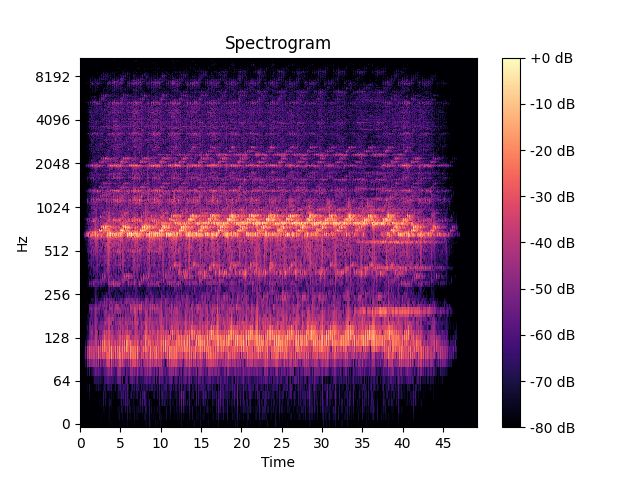 Spectrogram
Hz
8192
4096
2048
1024
512
256
128
64
0
0 5 10 15 20 25 30 35 40 45
Time
+0 dB
-10 dB
-20 dB
-30 dB
-40 dB
-50 dB
-60 dB
-70 dB
-80 dB